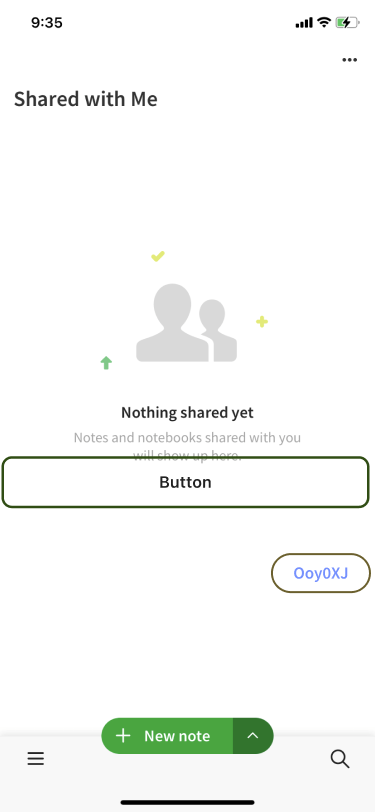 9:35
Shared with Me
Nothing shared yet
Notes and notebooks shared with you
will show up here.
Button
Ooy0XJ
New note